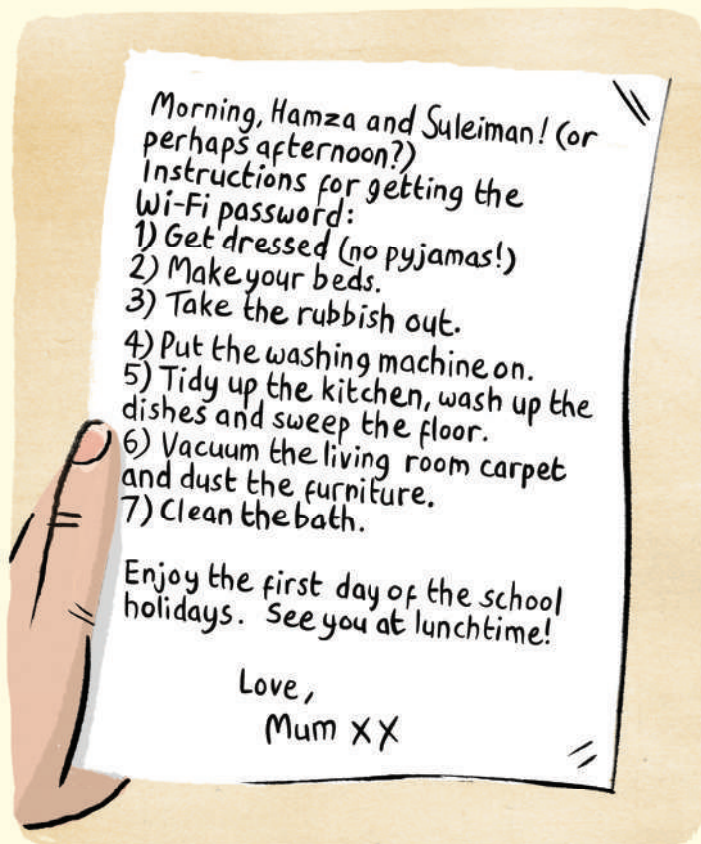 Morning, Hamza and Suleiman! (or
perhaps afternoon?)
Instructions for getting the
Wi-Fi password:
1) Get dressed (no pyjamas!)
2) Make your beds.
3) Take the rubbish out.
4) Put the washing machine on.
5) Tidy up the kitchen, wash up the
dishes and sweep the floor.
6) Vacuum the living room carpet
and dust the furniture.
7) Clean the bath.
Enjoy the first day of the school
holidays. See you at lunchtime!
Love,
Mum XX